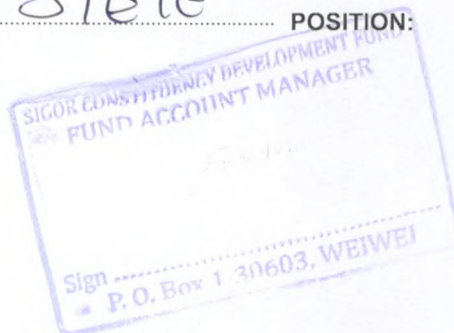 POSITION:
SIGOR CONSTITUENCY DEVELOPMENT FUND
FUND ACCOUNT MANAGER
Sign ..........................
P. O. Box 1-30603, WEIWEI